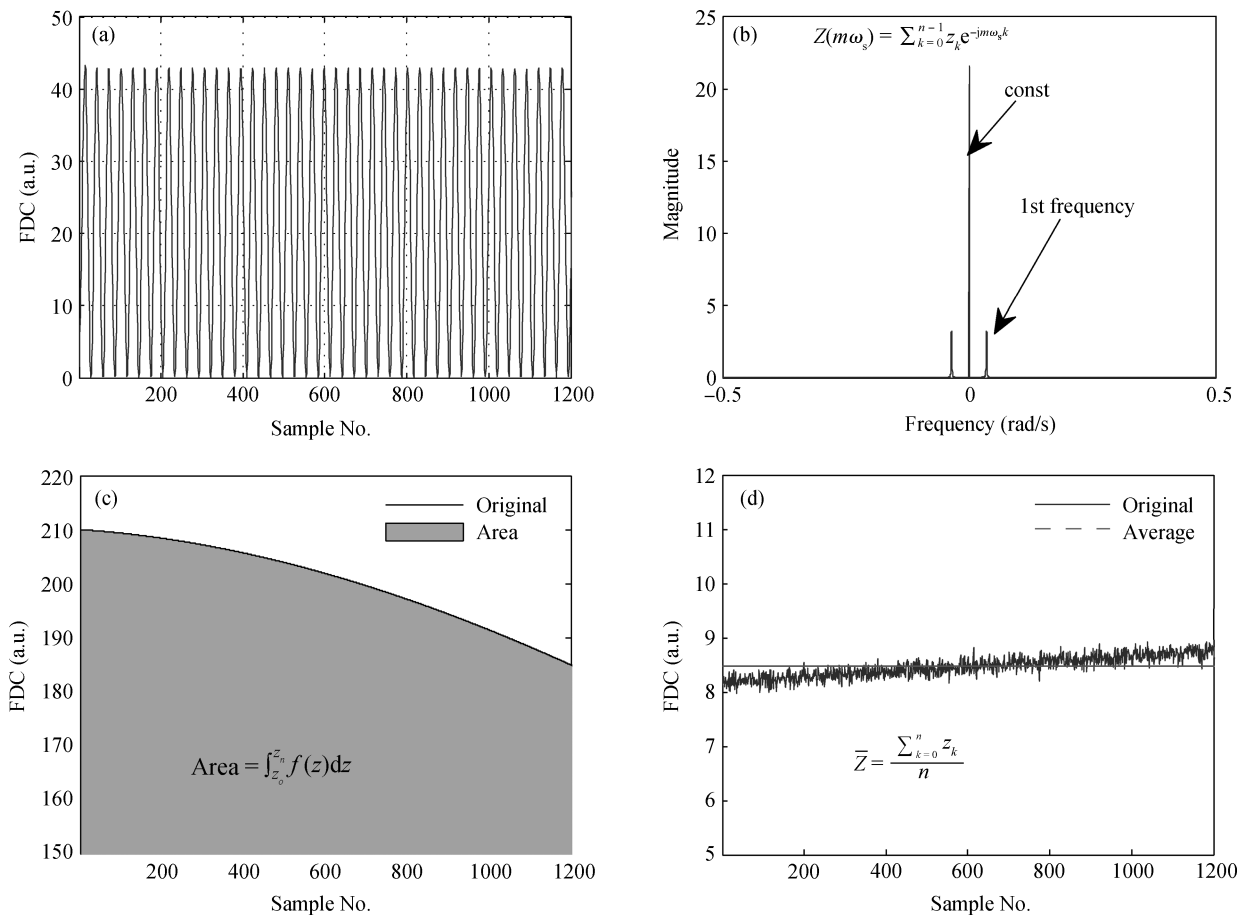 (a)
50
40
30
20
10
0
FDC (a.u.)
200 400 600 800 1000 1200
Sample No.
(b)
Z(mω_s) = ∑_{k=0}^{n−1} z_k e^{−jmω_s k}
25
20
15
10
5
0
Magnitude
const
1st frequency
−0.5 0 0.5
Frequency (rad/s)
(c)
220
210
200
190
180
170
160
150
FDC (a.u.)
Original
Area
Area = ∫_{z_o}^{z_n} f(z)dz
200 400 600 800 1000 1200
Sample No.
(d)
12
11
10
9
8
7
6
5
FDC (a.u.)
Original
Average
Z̅ = ∑_{k=0}^{n} z_k / n
200 400 600 800 1000 1200
Sample No.